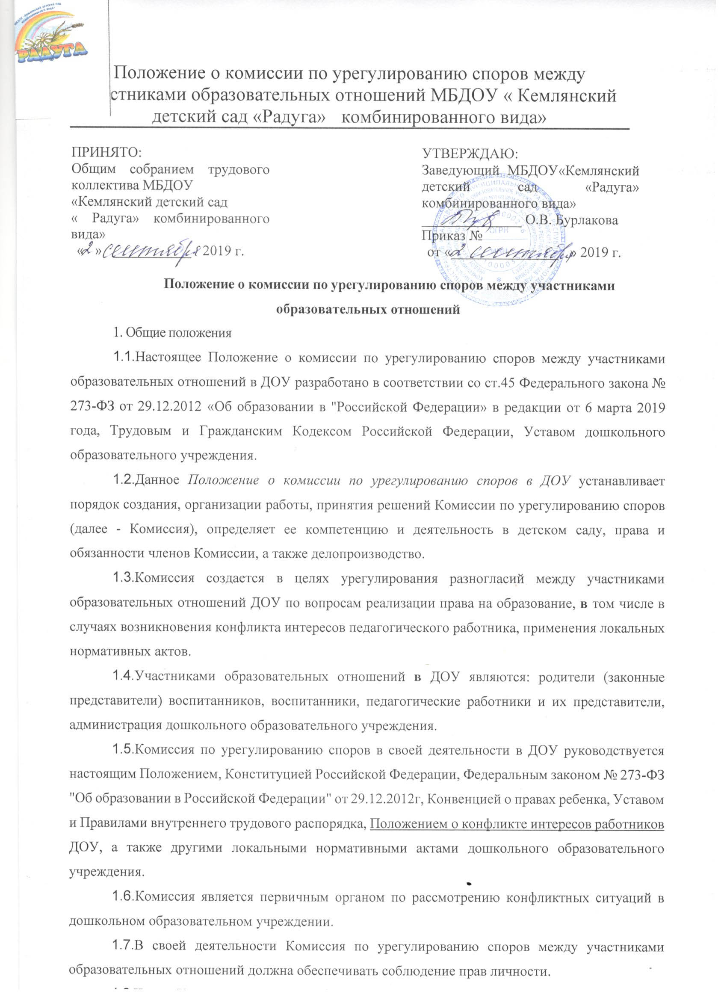 МБДОУ «Кемлянский детский сад
комбинированного вида»
РАДУГА
Положение о комиссии по урегулированию споров между
стниками образовательных отношений МБДОУ « Кемлянский
детский сад «Радуга» комбинированного вида»
ПРИНЯТО:
Общим собранием трудового
коллектива МБДОУ
«Кемлянский детский сад
« Радуга» комбинированного
вида»
«2» сентября 2019 г.
УТВЕРЖДАЮ:
Заведующий МБДОУ«Кемлянский
детский сад «Радуга»
комбинированного вида»
О.В. Бурлакова
Приказ №
от «2 сентября» 2019 г.
Положение о комиссии по урегулированию споров между участниками
образовательных отношений
1. Общие положения
1.1.Настоящее Положение о комиссии по урегулированию споров между участниками
образовательных отношений в ДОУ разработано в соответствии со ст.45 Федерального закона №
273-ФЗ от 29.12.2012 «Об образовании в "Российской Федерации» в редакции от 6 марта 2019
года, Трудовым и Гражданским Кодексом Российской Федерации, Уставом дошкольного
образовательного учреждения.
1.2.Данное Положение о комиссии по урегулированию споров в ДОУ устанавливает
порядок создания, организации работы, принятия решений Комиссии по урегулированию споров
(далее - Комиссия), определяет ее компетенцию и деятельность в детском саду, права и
обязанности членов Комиссии, а также делопроизводство.
1.3.Комиссия создается в целях урегулирования разногласий между участниками
образовательных отношений ДОУ по вопросам реализации права на образование, в том числе в
случаях возникновения конфликта интересов педагогического работника, применения локальных
нормативных актов.
1.4.Участниками образовательных отношений в ДОУ являются: родители (законные
представители) воспитанников, воспитанники, педагогические работники и их представители,
администрация дошкольного образовательного учреждения.
1.5.Комиссия по урегулированию споров в своей деятельности в ДОУ руководствуется
настоящим Положением, Конституцией Российской Федерации, Федеральным законом № 273-ФЗ
"Об образовании в Российской Федерации" от 29.12.2012г, Конвенцией о правах ребенка, Уставом
и Правилами внутреннего трудового распорядка, Положением о конфликте интересов работников
ДОУ, а также другими локальными нормативными актами дошкольного образовательного
учреждения.
1.6.Комиссия является первичным органом по рассмотрению конфликтных ситуаций в
дошкольном образовательном учреждении.
1.7.В своей деятельности Комиссия по урегулированию споров между участниками
образовательных отношений должна обеспечивать соблюдение прав личности.